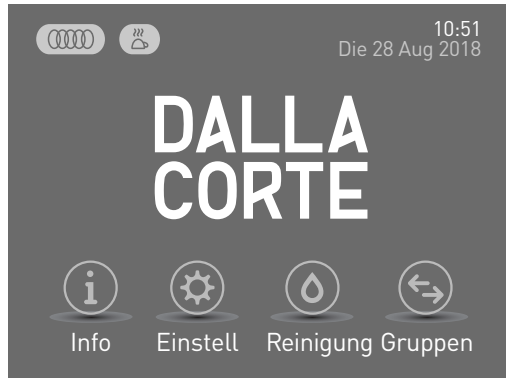 10:51
Die 28 Aug 2018
DALLA
CORTE
Info Einstell Reinigung Gruppen